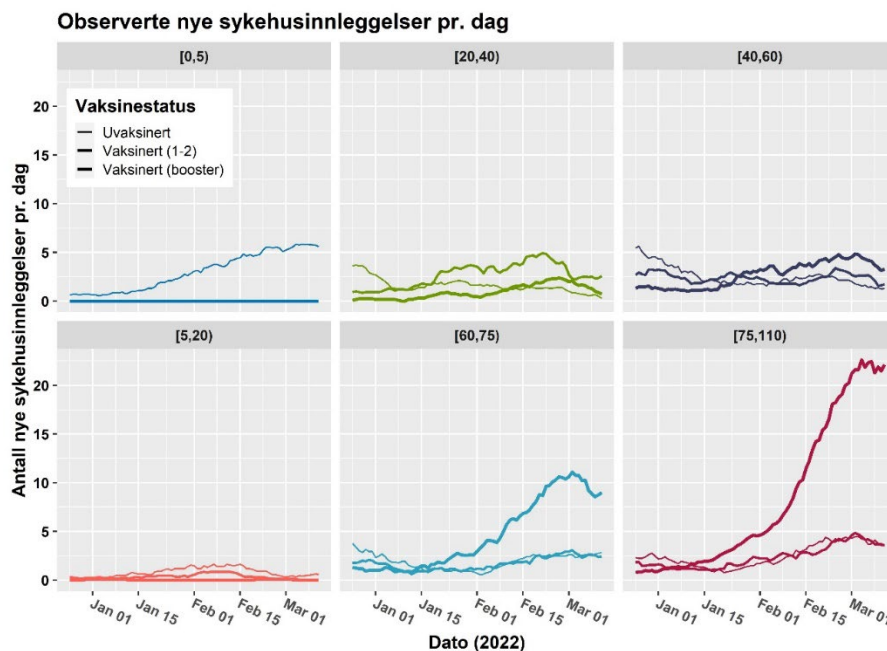 Observerte nye sykehusinnleggelser pr. dag
[0,5)
[20,40)
[40,60)
Vaksinestatus
Uvaksinert
Vaksinert (1-2)
Vaksinert (booster)
20
15
10
5
0
[5,20)
[60,75)
[75,110)
20
15
10
5
0
Antall nye sykehusinnleggelser pr. dag
Jan 01
Jan 15
Feb 01
Feb 15
Mar 01
Jan 01
Jan 15
Feb 01
Feb 15
Mar 01
Jan 01
Jan 15
Feb 01
Feb 15
Mar 01
Dato (2022)